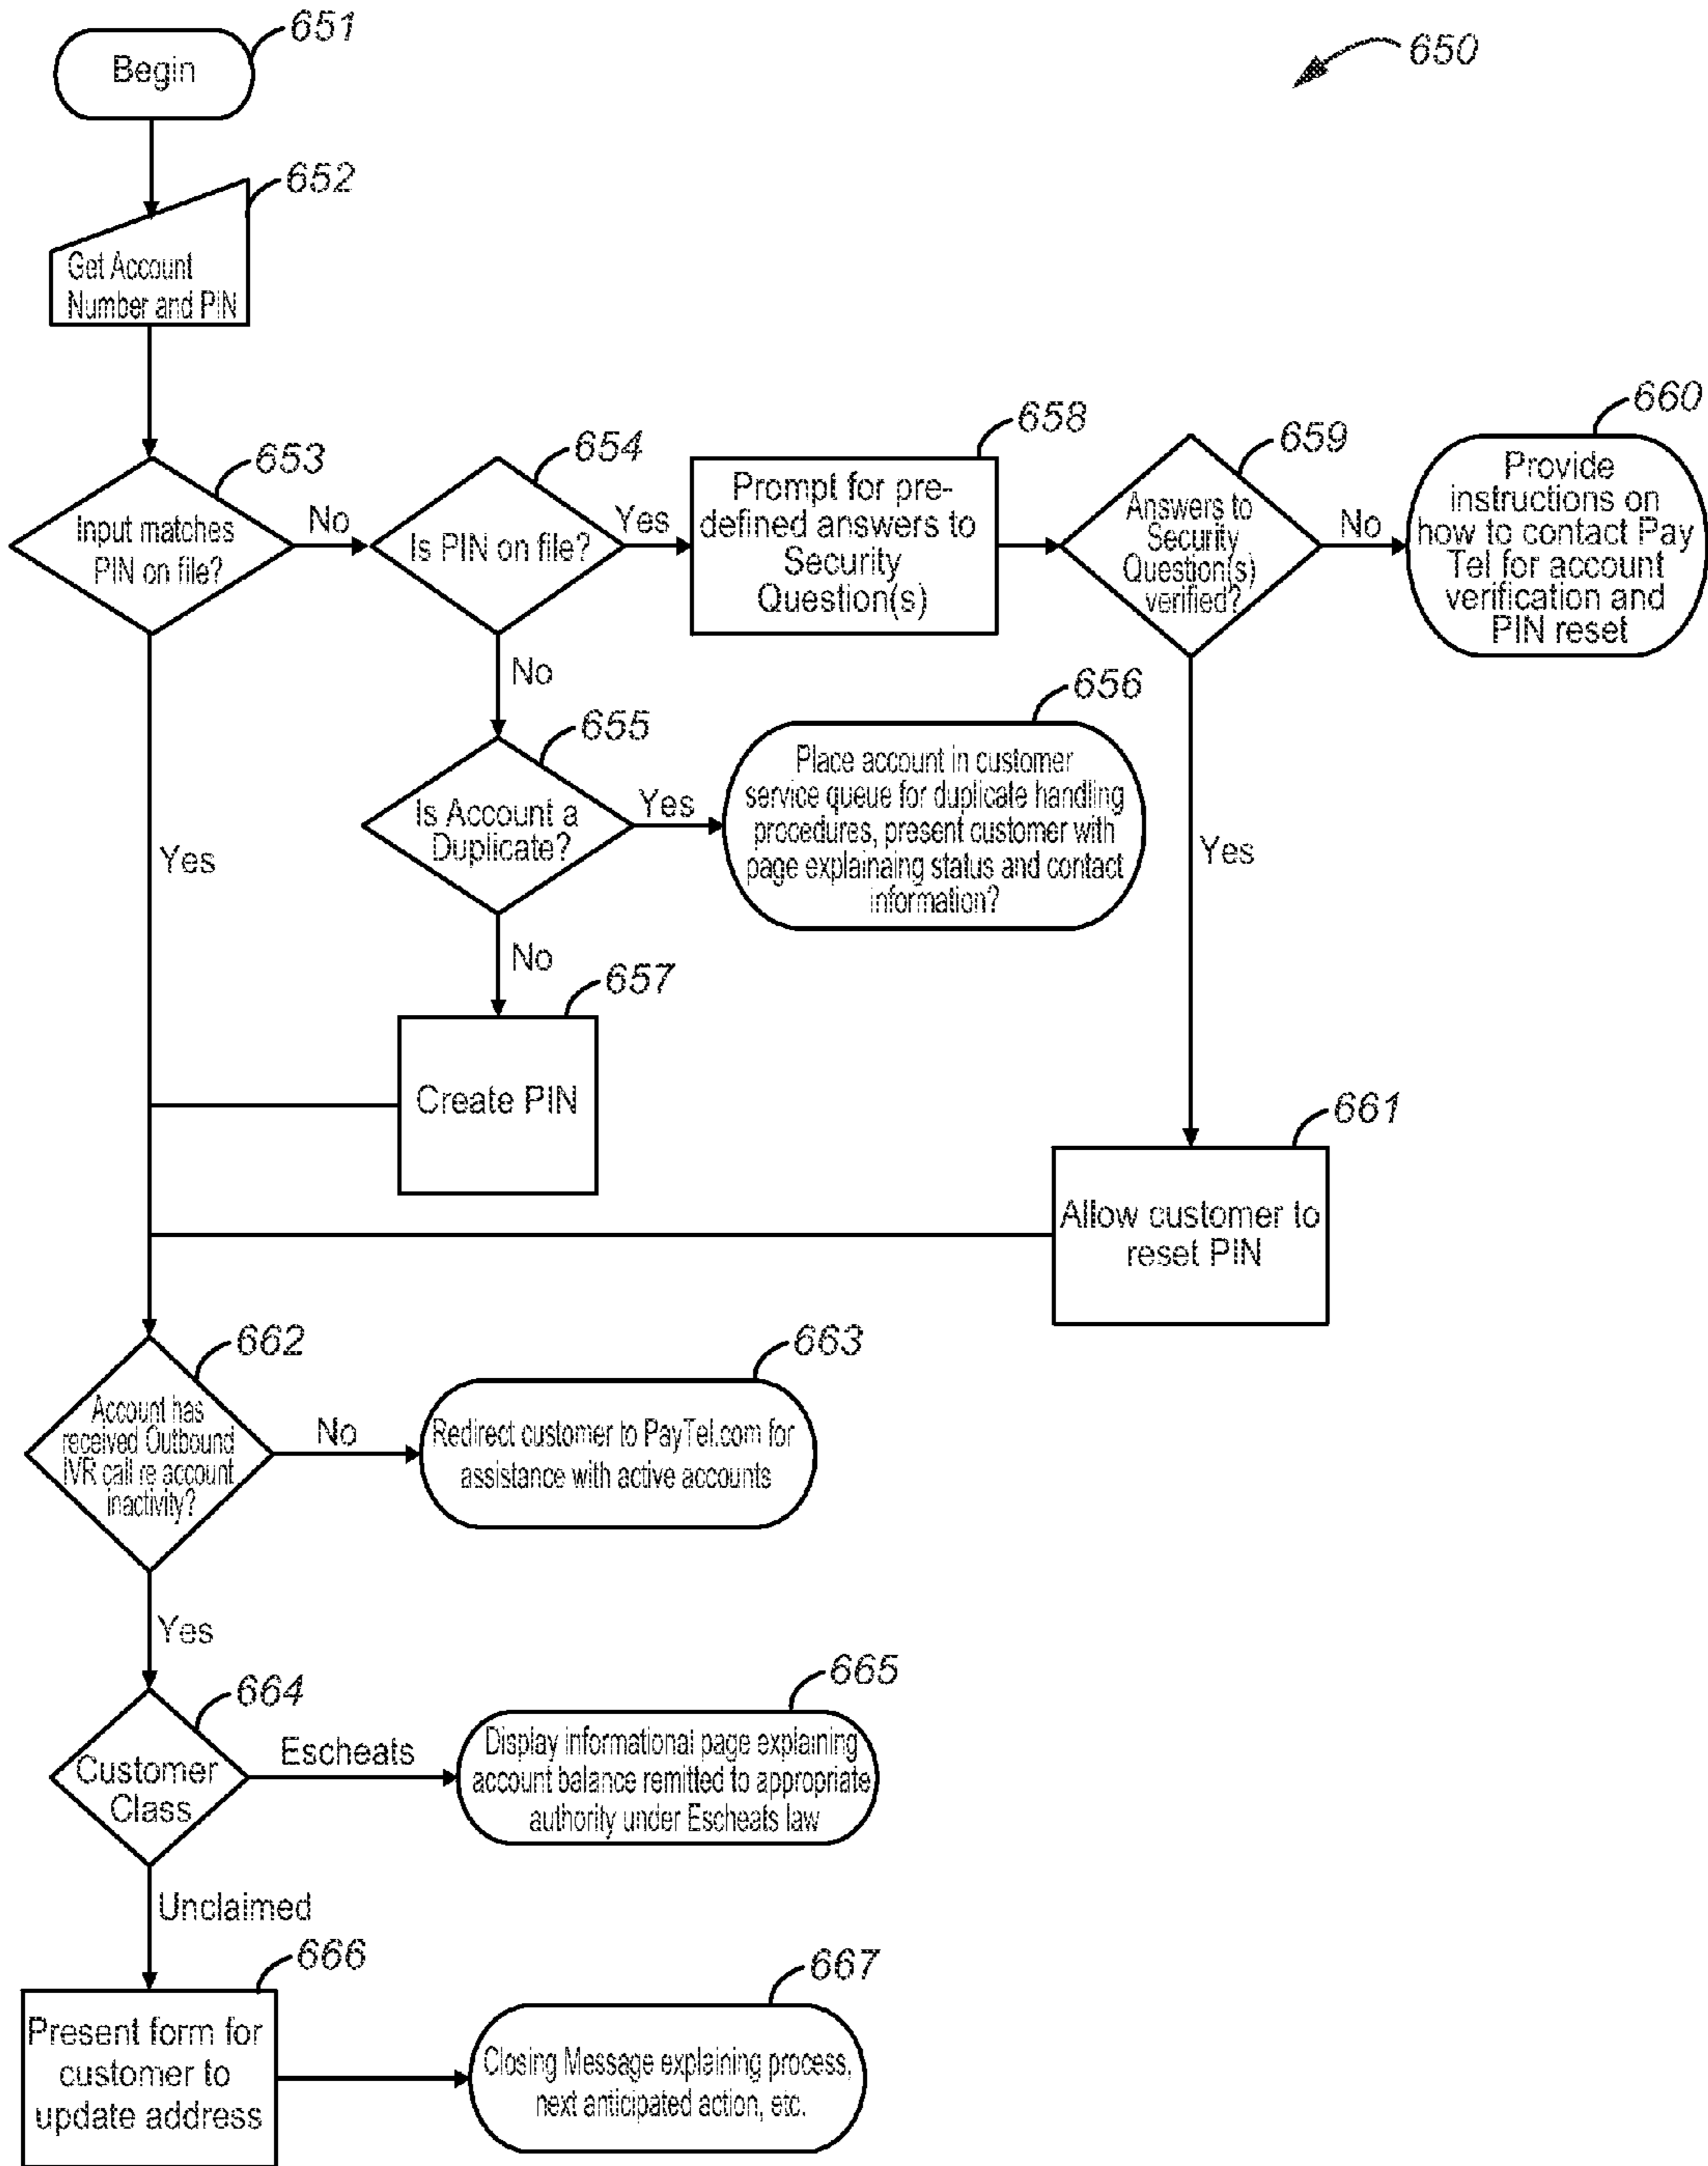 651
Begin
650
652
Get Account
Number and PIN
653
Input matches
PIN on file?
No
654
Is PIN on file?
Yes
658
Prompt for pre-
defined answers to
Security
Question(s)
659
Answers to
Security
Question(s)
verified?
No
660
Provide
instructions on
how to contact Pay
Tel for account
verification and
PIN reset
No
655
Is Account a
Duplicate?
Yes
656
Place account in customer
service queue for duplicate handling
procedures, present customer with
page explainaing status and contact
information?
Yes
Yes
No
657
Create PIN
661
Allow customer to
reset PIN
662
Account has
received Outbound
IVR call re account
inactivity?
No
663
Redirect customer to PayTel.com for
assistance with active accounts
Yes
664
Customer
Class
Escheats
665
Display informational page explaining
account balance remitted to appropriate
authority under Escheats law
Unclaimed
666
Present form for
customer to
update address
667
Closing Message explaining process,
next anticipated action, etc.